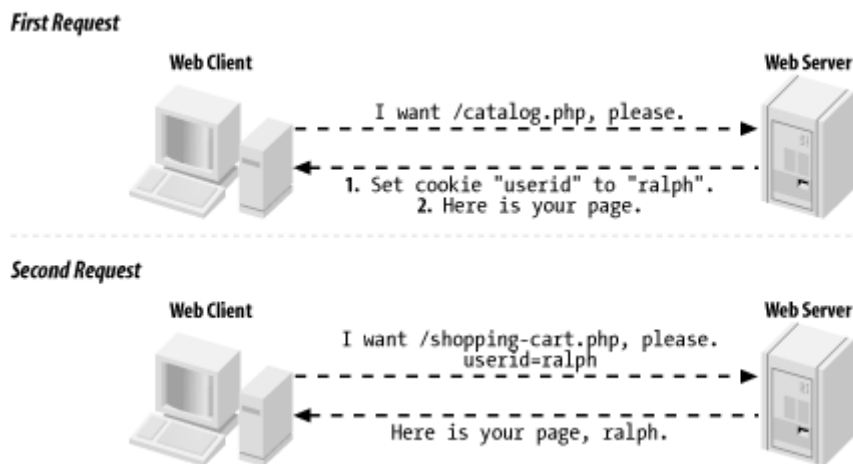 First Request
Web Client
Web Server
I want /catalog.php, please.
1. Set cookie "userid" to "ralph".
2. Here is your page.
Second Request
Web Client
Web Server
I want /shopping-cart.php, please.
userid=ralph
Here is your page, ralph.